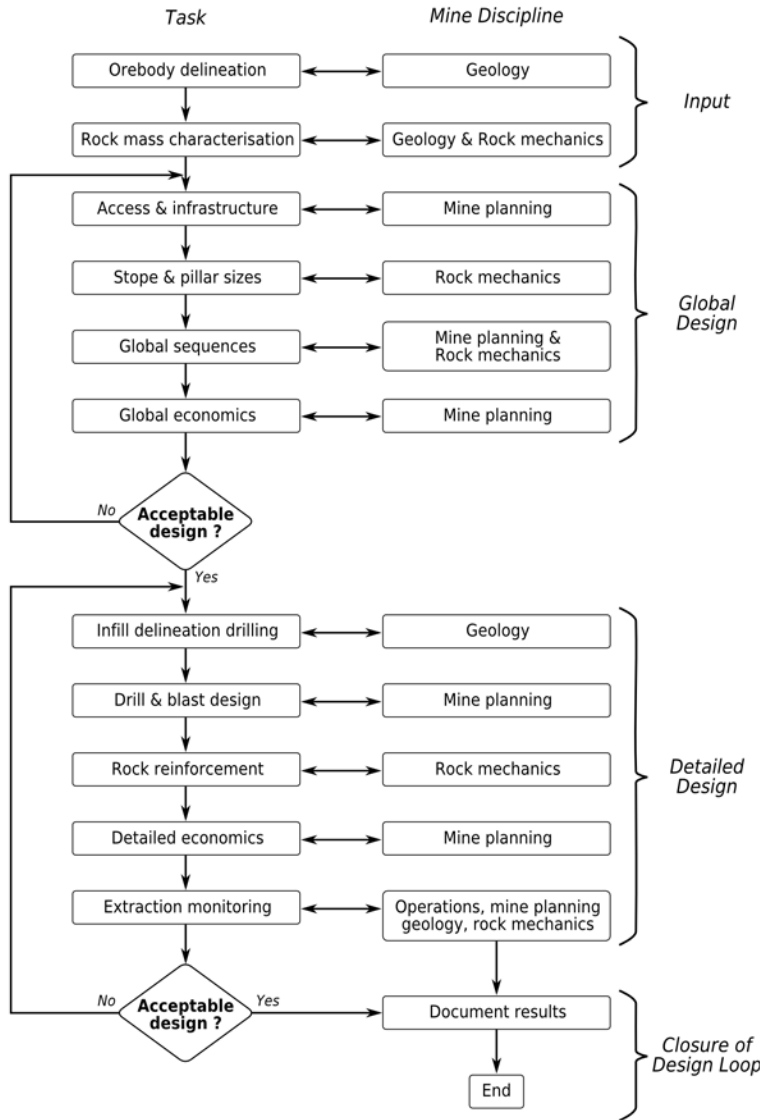 Task
Mine Discipline
Orebody delineation
Geology
Input
Rock mass characterisation
Geology & Rock mechanics
Access & infrastructure
Mine planning
Stope & pillar sizes
Rock mechanics
Global
Design
Global sequences
Mine planning &
Rock mechanics
Global economics
Mine planning
No
Acceptable
design ?
Yes
Infill delineation drilling
Geology
Drill & blast design
Mine planning
Rock reinforcement
Rock mechanics
Detailed
Design
Detailed economics
Mine planning
Extraction monitoring
Operations, mine planning
geology, rock mechanics
No
Acceptable
design ?
Yes
Document results
Closure of
Design Loop
End